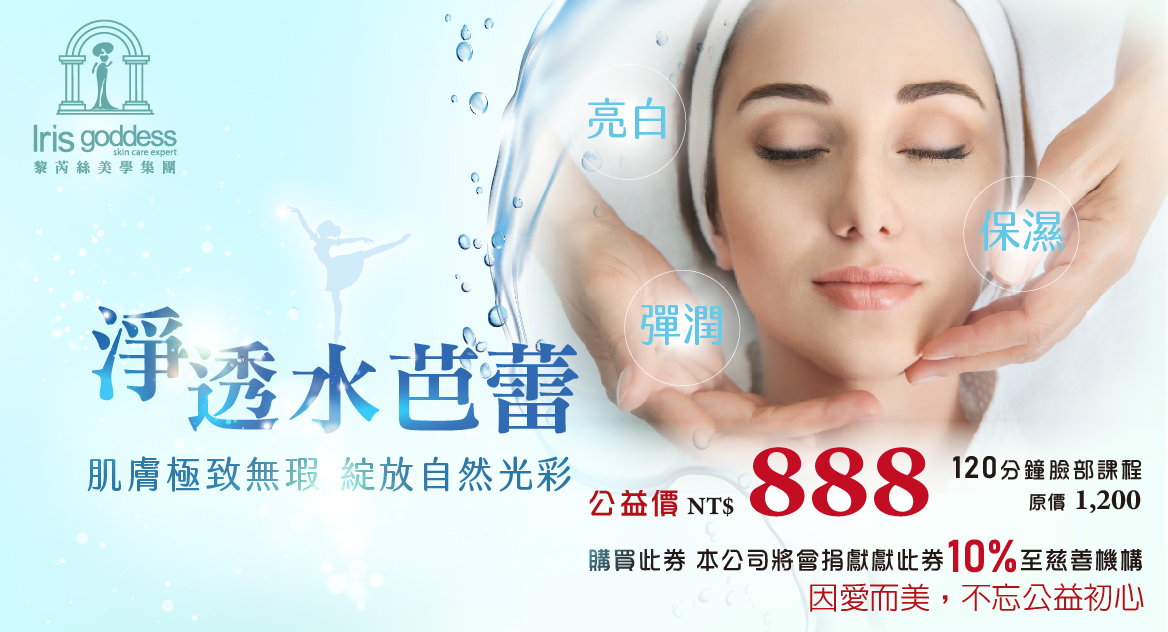 Iris goddess
skin care expert
黎芮絲美學集團
亮白
保濕
彈潤
淨透水芭蕾
肌膚極致無瑕 綻放自然光彩
公益價 NT$ 888
120分鐘臉部課程
原價 1,200
購買此券 本公司將會捐獻獻此券10%至慈善機構
因愛而美，不忘公益初心